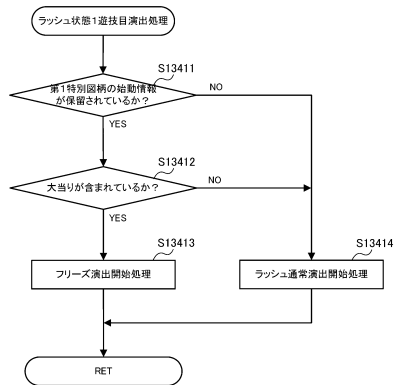 ラッシュ状態1遊技目演出処理
S13411
第1特別図柄の始動情報
が保留されているか？
NO
YES
S13412
大当りが含まれているか？
NO
YES
S13413
フリーズ演出開始処理
S13414
ラッシュ通常演出開始処理
RET